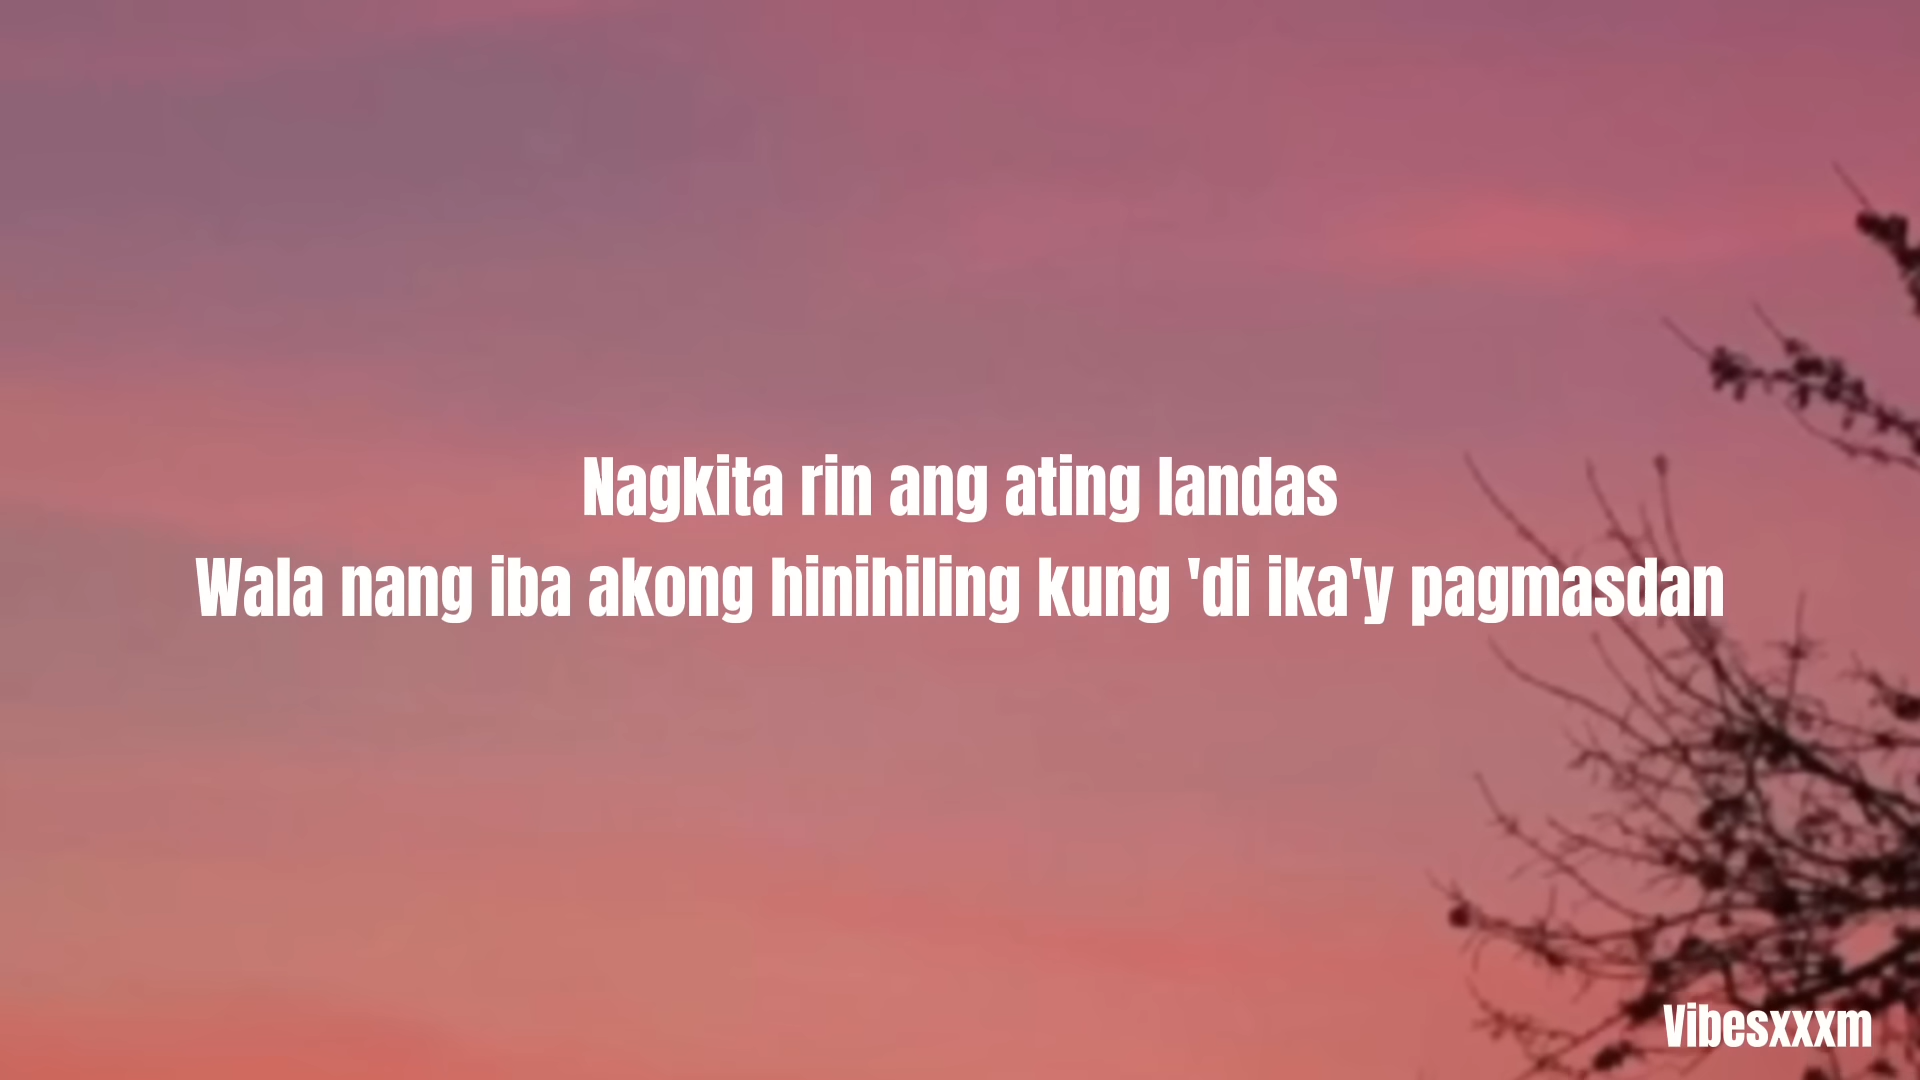 Nagkita rin ang ating landas
Wala nang iba akong hinihiling kung 'di ika'y pagmasdan
Vibesxxxm